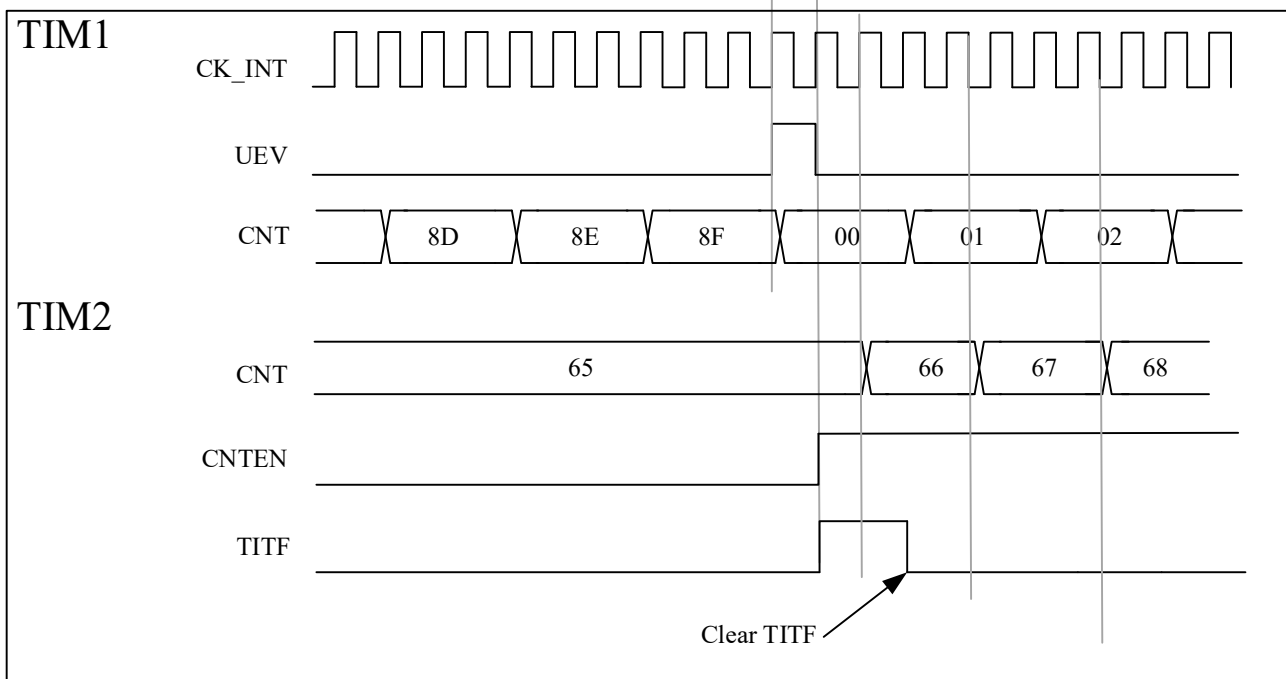 TIM1
CK_INT
UEV
CNT 8D 8E 8F 00 01 02
TIM2
CNT 65 66 67 68
CNTEN
TITF
Clear TITF